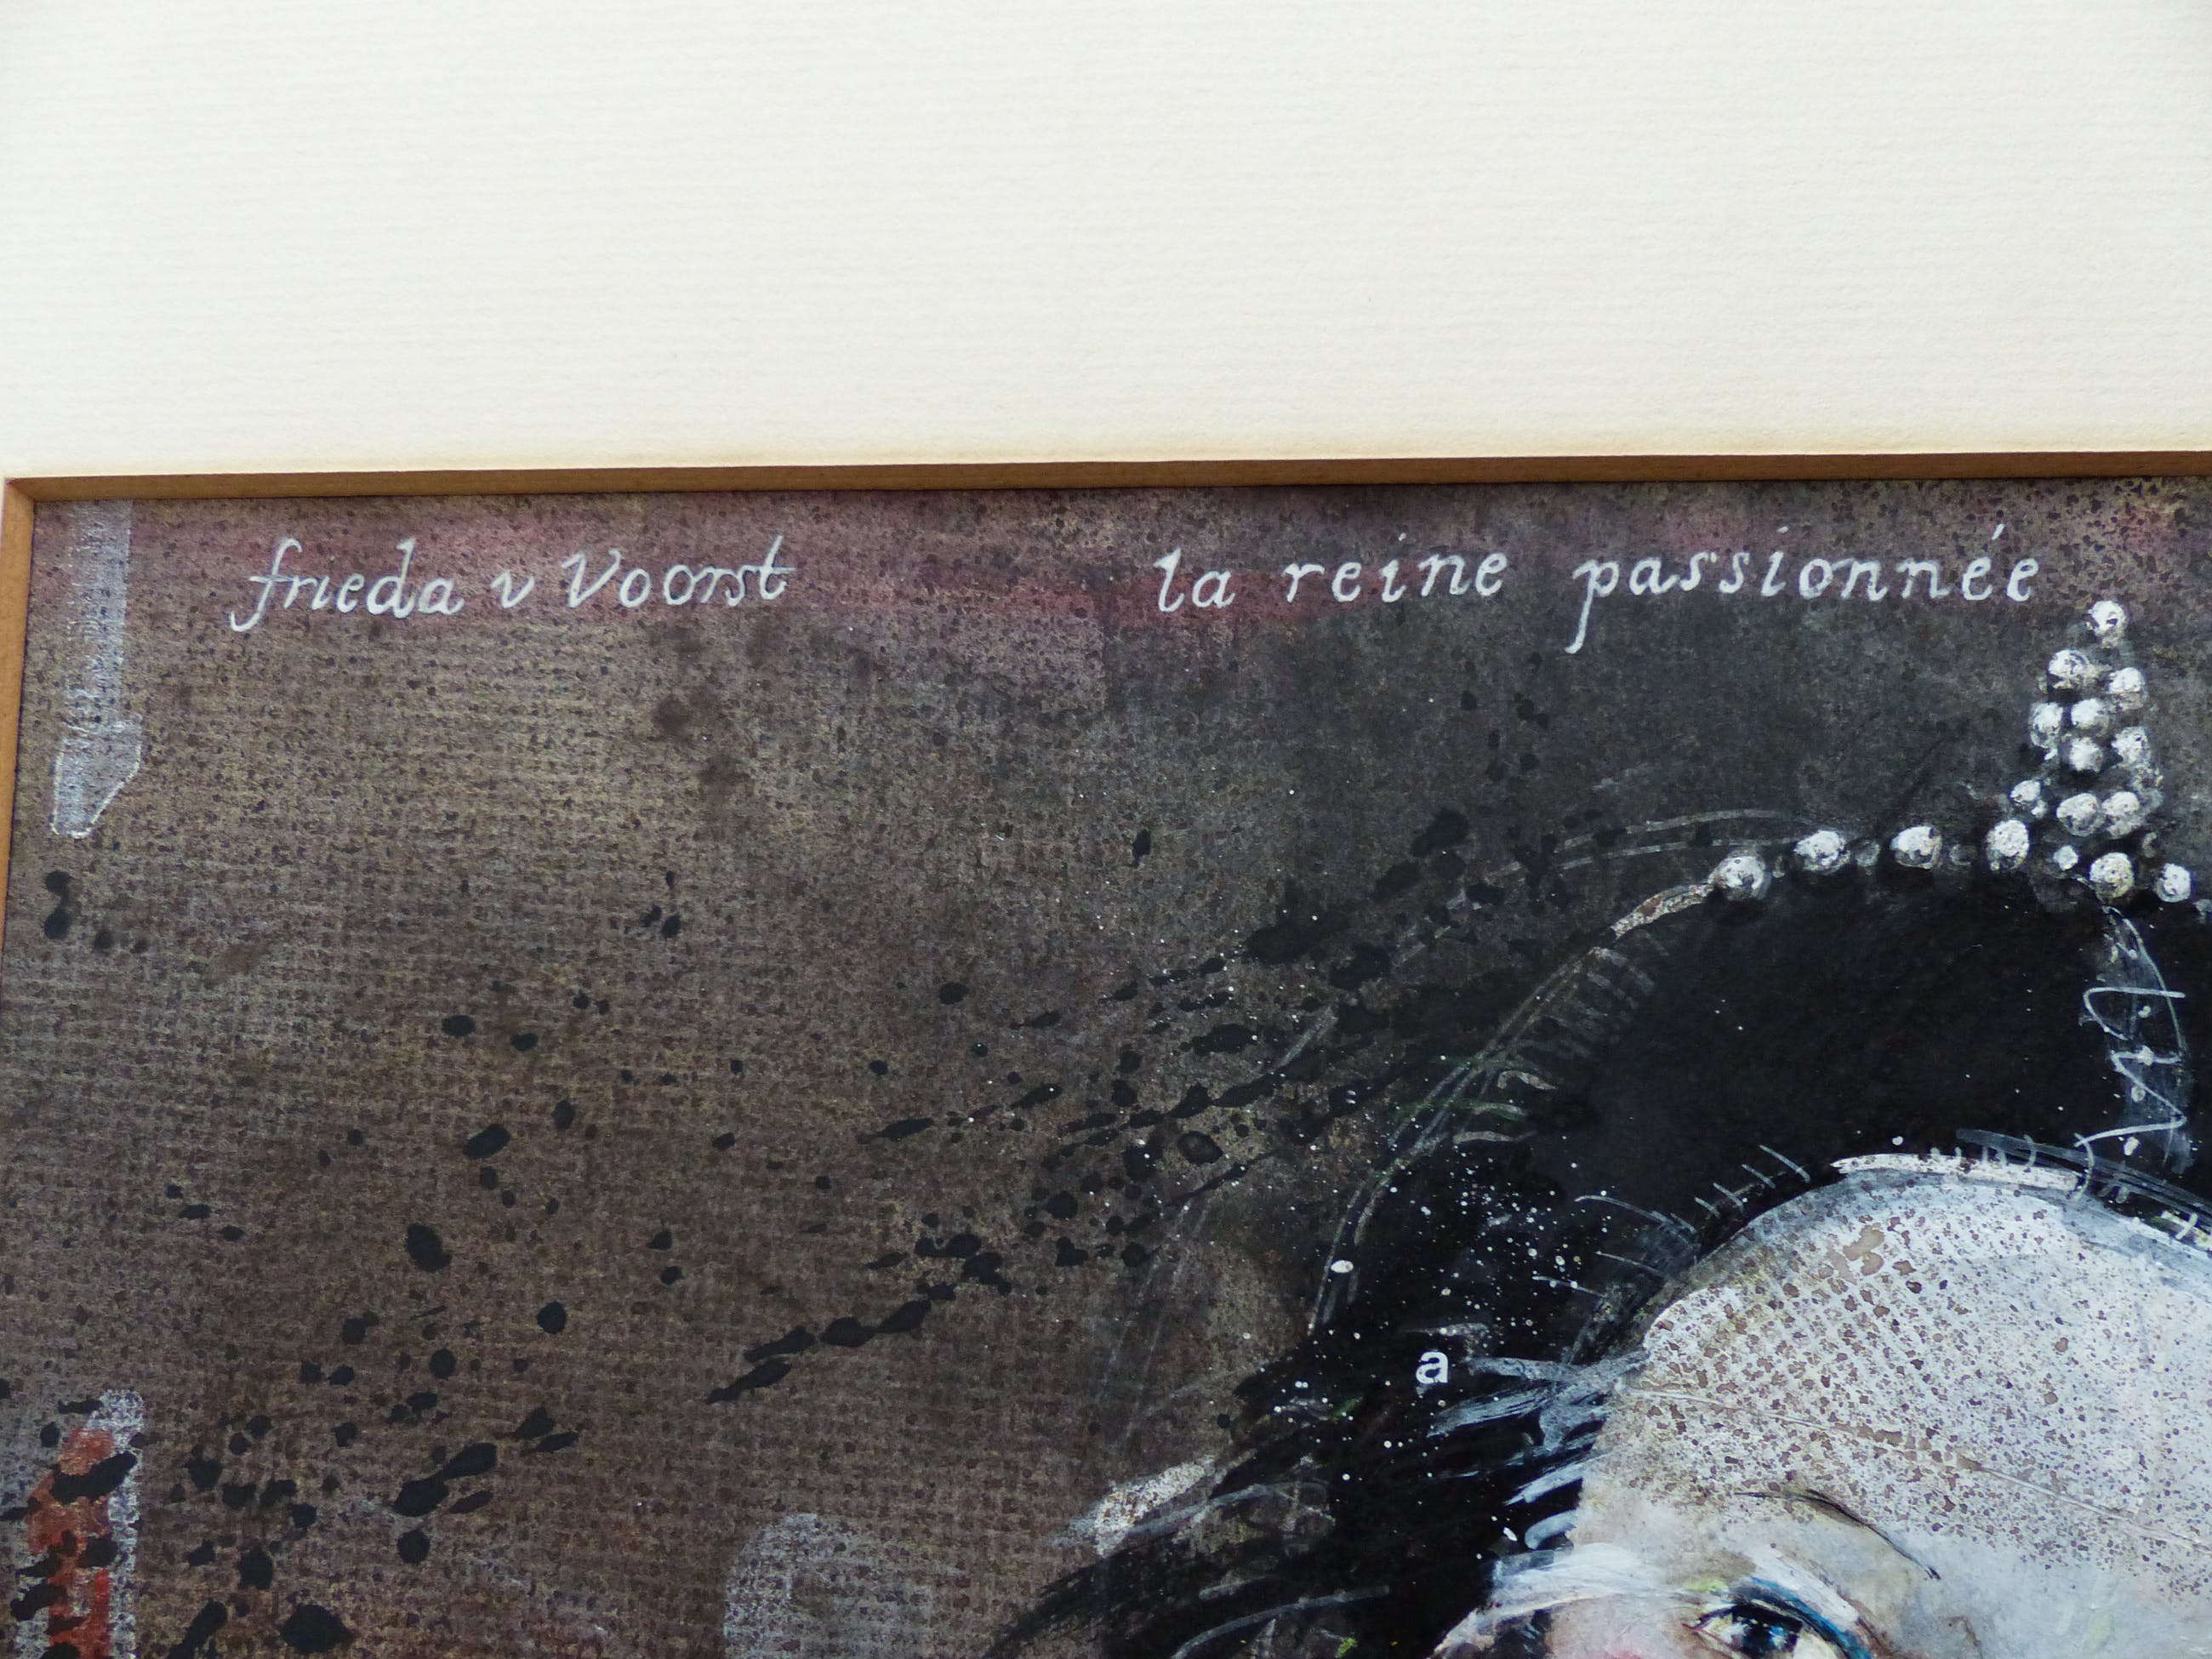 frieda v Voorst la reine passionnée
a